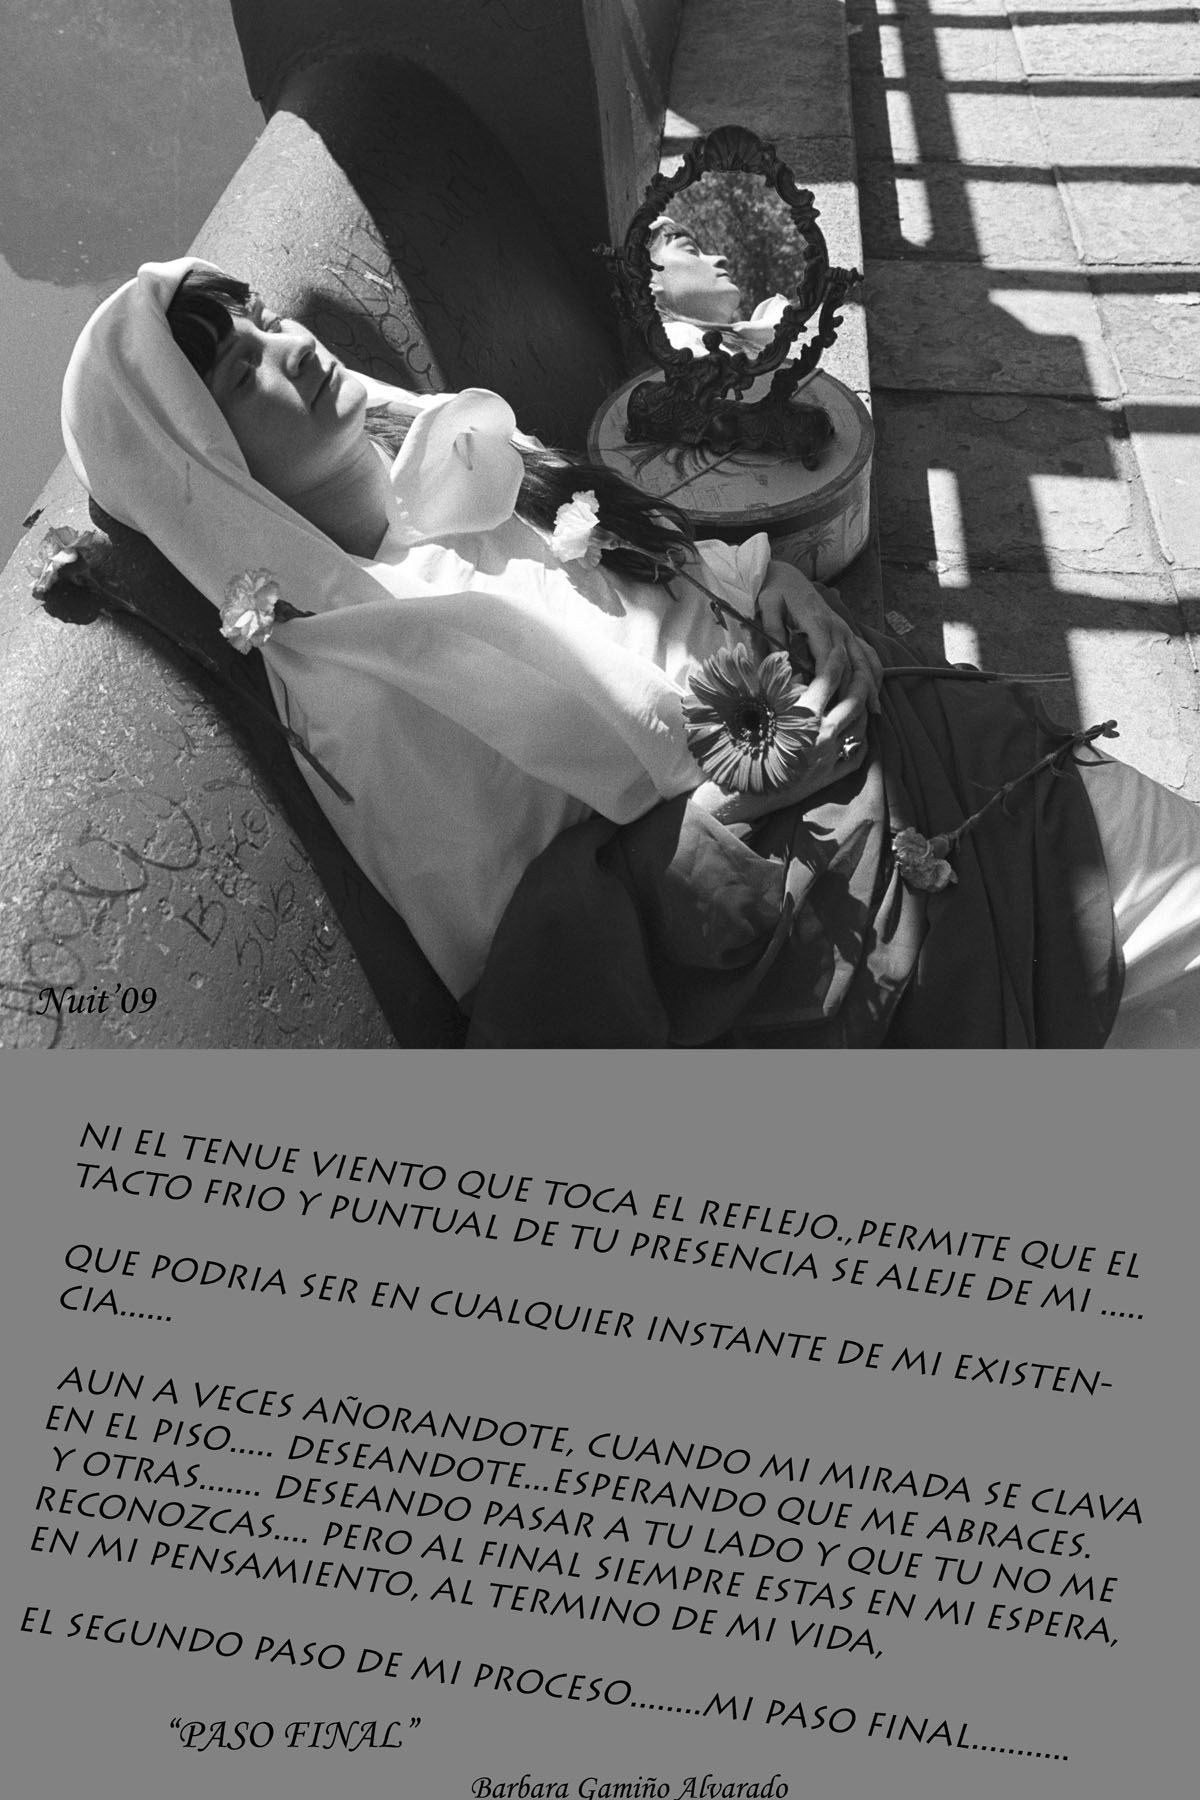 Nuit'09
NI EL TENUE VIENTO QUE TOCA EL REFLEJO.,PERMITE QUE EL
TACTO FRIO Y PUNTUAL DE TU PRESENCIA SE ALEJE DE MI .....
QUE PODRIA SER EN CUALQUIER INSTANTE DE MI EXISTEN-
CIA......
AUN A VECES AÑORANDOTE, CUANDO MI MIRADA SE CLAVA
EN EL PISO..... DESEANDOTE...ESPERANDO QUE ME ABRACES.
Y OTRAS....... DESEANDO PASAR A TU LADO Y QUE TU NO ME
RECONOZCAS.... PERO AL FINAL SIEMPRE ESTAS EN MI ESPERA,
EN MI PENSAMIENTO, AL TERMINO DE MI VIDA,
EL SEGUNDO PASO DE MI PROCESO........MI PASO FINAL...........
“PASO FINAL”
Barbara Gamiño Alvarado